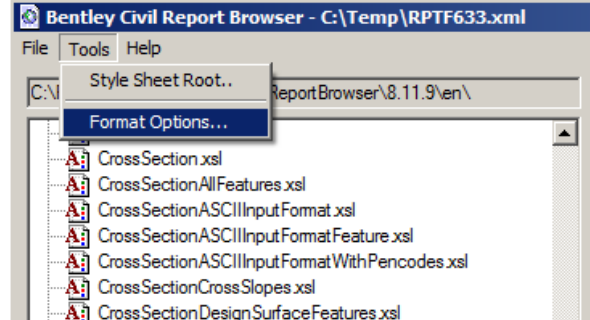 Bentley Civil Report Browser - C:\Temp\RPTF633.xml
File Tools Help
Style Sheet Root..
C:\ ReportBrowser\8.11.9\en\
Format Options...
CrossSection.xsl
CrossSectionAllFeatures.xsl
CrossSectionASCIIInputFormat.xsl
CrossSectionASCIIInputFormatFeature.xsl
CrossSectionASCIIInputFormatWithPencodes.xsl
CrossSectionCrossSlopes.xsl
CrossSectionDesignSurfaceFeatures.xsl